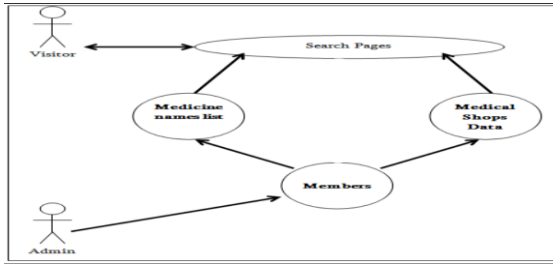 Visitor
Search Pages
Medicine
names list
Medical
Shops
Data
Members
Admin